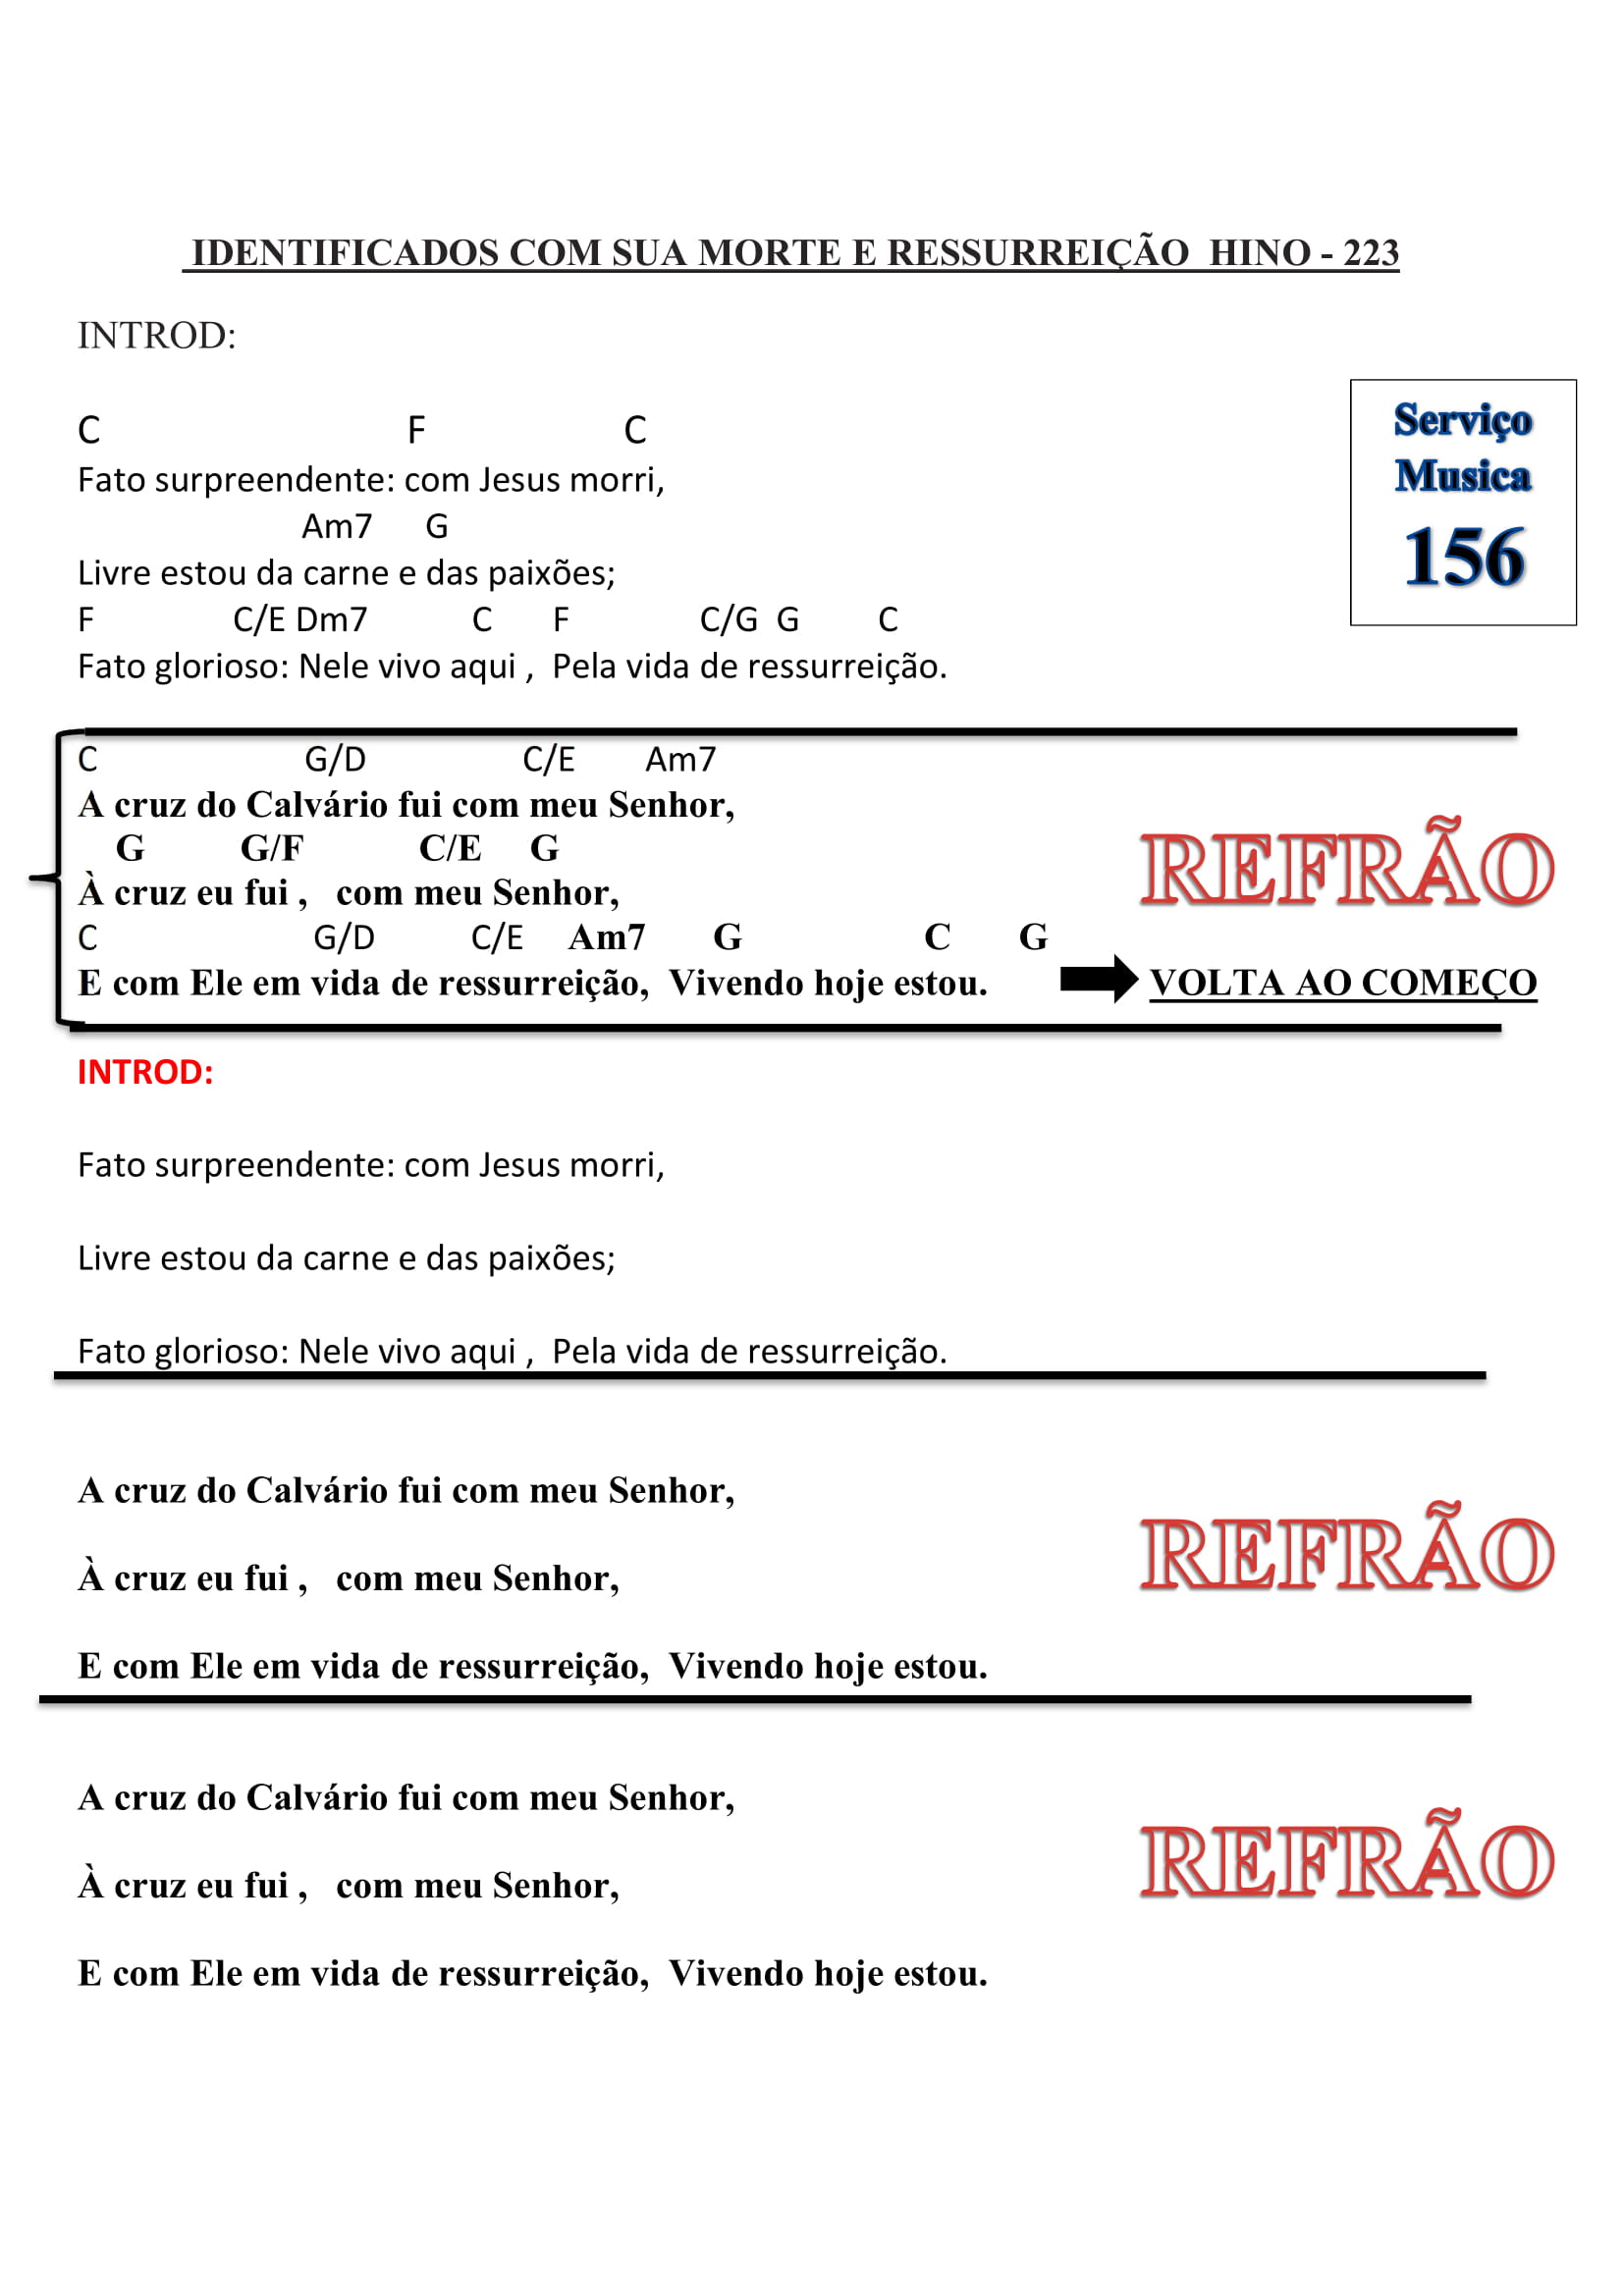 IDENTIFICADOS COM SUA MORTE E RESSURREIÇÃO  HINO - 223
INTROD:
Serviço
Musica
156
C F C
Fato surpreendente: com Jesus morri,
Am7 G
Livre estou da carne e das paixões;
F C/E Dm7 C F C/G G C
Fato glorioso: Nele vivo aqui ,  Pela vida de ressurreição.
C G/D C/E Am7
A cruz do Calvário fui com meu Senhor,
G G/F C/E G
À cruz eu fui ,   com meu Senhor,
REFRÃO
C G/D C/E Am7 G C G
E com Ele em vida de ressurreição,  Vivendo hoje estou. VOLTA AO COMEÇO
INTROD:
Fato surpreendente: com Jesus morri,
Livre estou da carne e das paixões;
Fato glorioso: Nele vivo aqui ,  Pela vida de ressurreição.
A cruz do Calvário fui com meu Senhor,
À cruz eu fui ,   com meu Senhor,
REFRÃO
E com Ele em vida de ressurreição,  Vivendo hoje estou.
A cruz do Calvário fui com meu Senhor,
À cruz eu fui ,   com meu Senhor,
REFRÃO
E com Ele em vida de ressurreição,  Vivendo hoje estou.